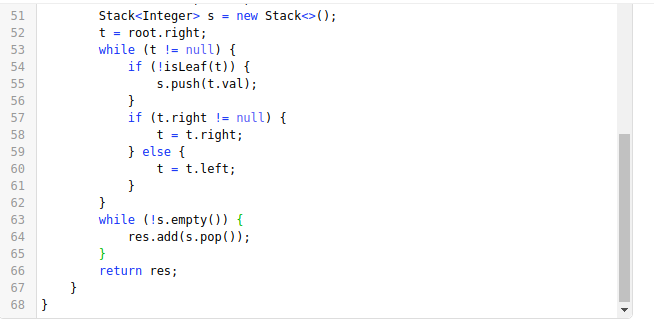 51 Stack<Integer> s = new Stack<>();
52 t = root.right;
53 while (t != null) {
54 if (!isLeaf(t)) {
55 s.push(t.val);
56 }
57 if (t.right != null) {
58 t = t.right;
59 } else {
60 t = t.left;
61 }
62 }
63 while (!s.empty()) {
64 res.add(s.pop());
65 }
66 return res;
67 }
68 }